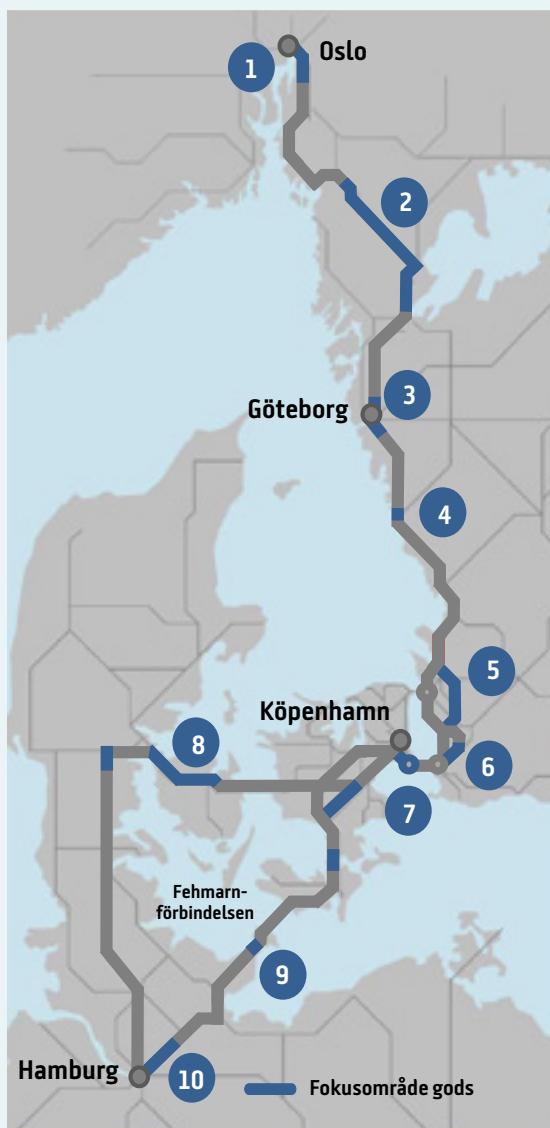 Oslo
1
2
3
Göteborg
4
5
Köpenhamn
8
6
7
Fehmarn-
förbindelsen
9
Hamburg
10
Fokusområde gods